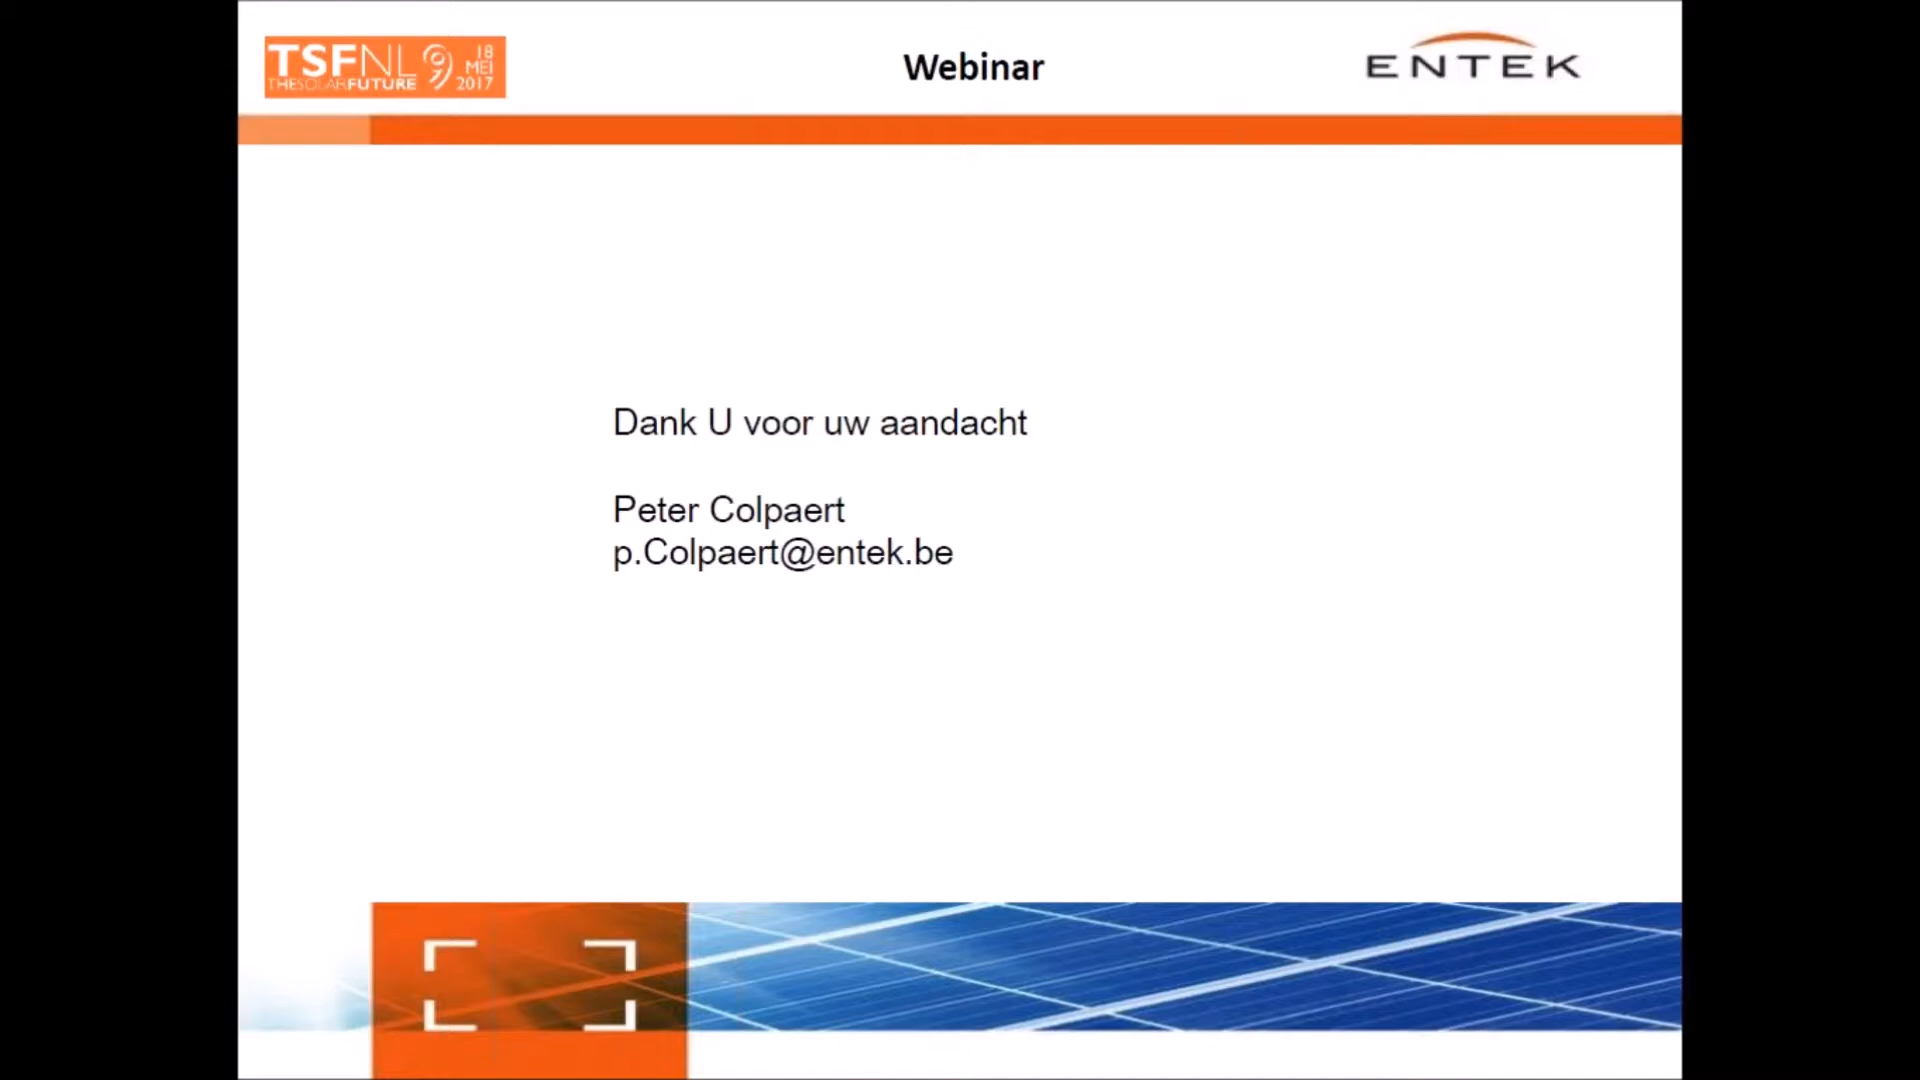 TSFNL 9
THESOLARFUTURE
18
MEI
2017
Webinar
ENTEK
Dank U voor uw aandacht
Peter Colpaert
p.Colpaert@entek.be